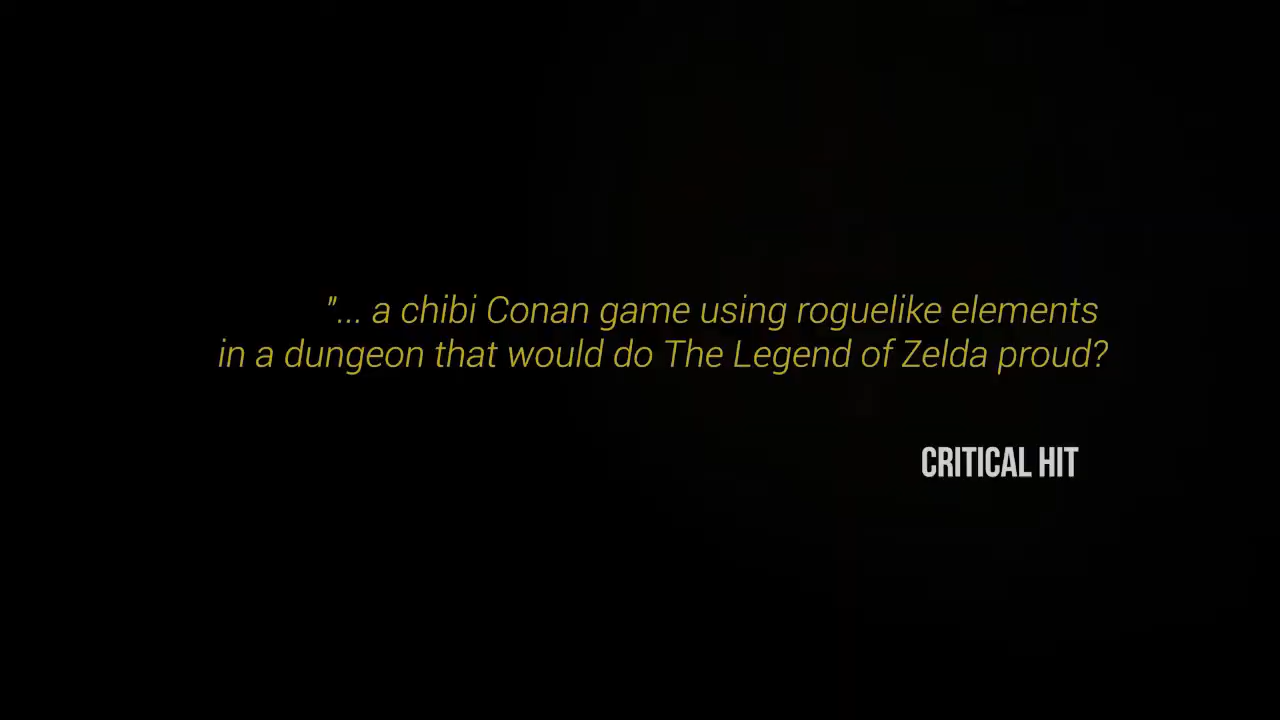 "... a chibi Conan game using roguelike elements
in a dungeon that would do The Legend of Zelda proud?
CRITICAL HIT